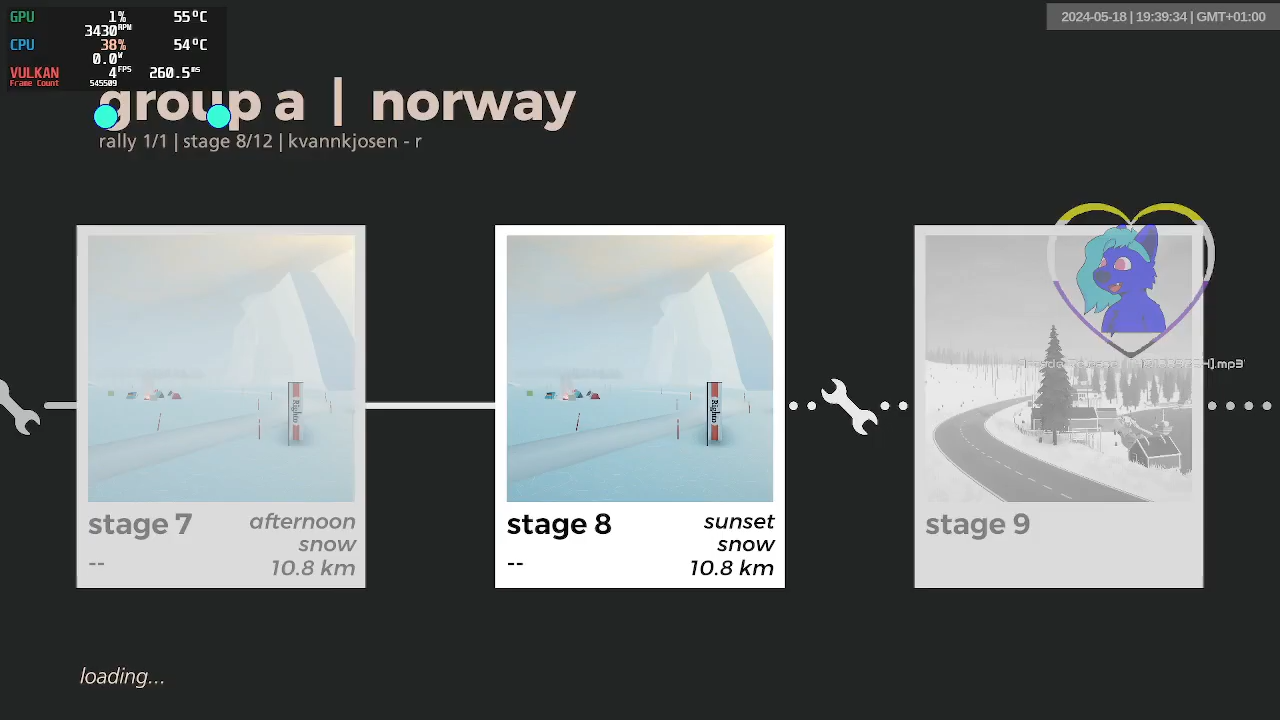 GPU 1% 55°C
3430RPM
CPU 38% 54°C
0.0W
VULKAN 4FPS 260.5ms
Frame Count 545509
2024-05-18 | 19:39:34 | GMT+01:00
group a | norway
rally 1/1 | stage 8/12 | kvannkjosen - r
stage 7
afternoon
snow
--
10.8 km
stage 8
sunset
snow
--
10.8 km
stage 9
loading...